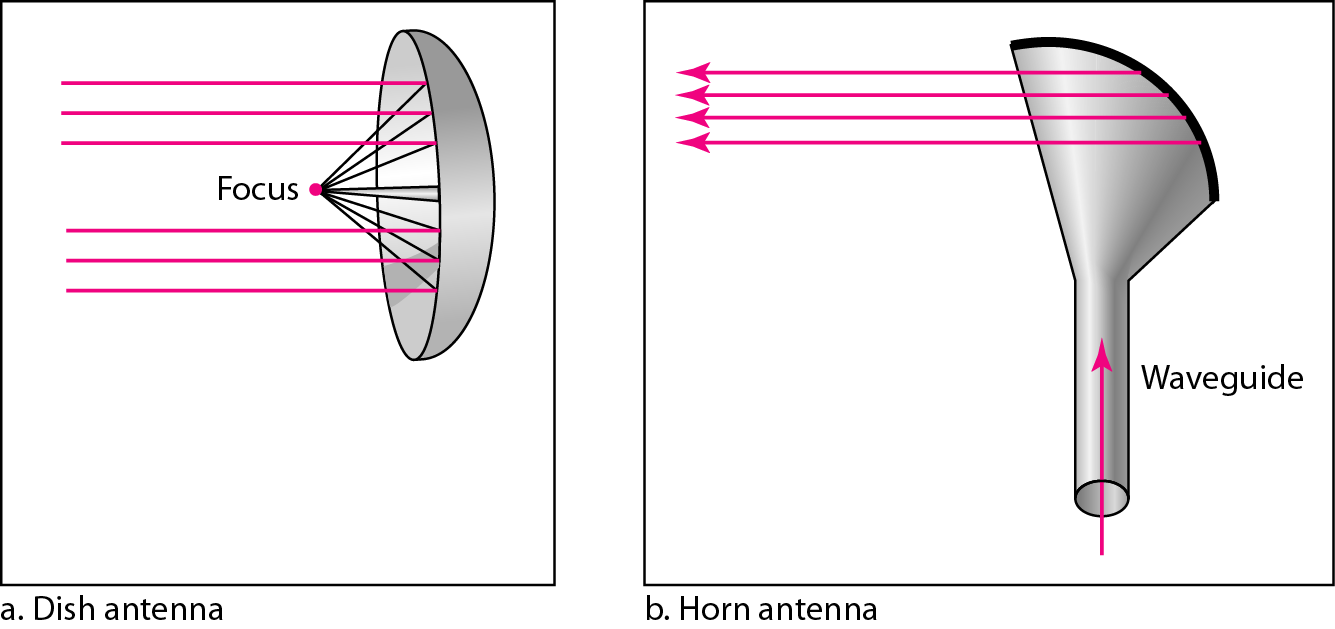 Focus
Waveguide
a. Dish antenna
b. Horn antenna